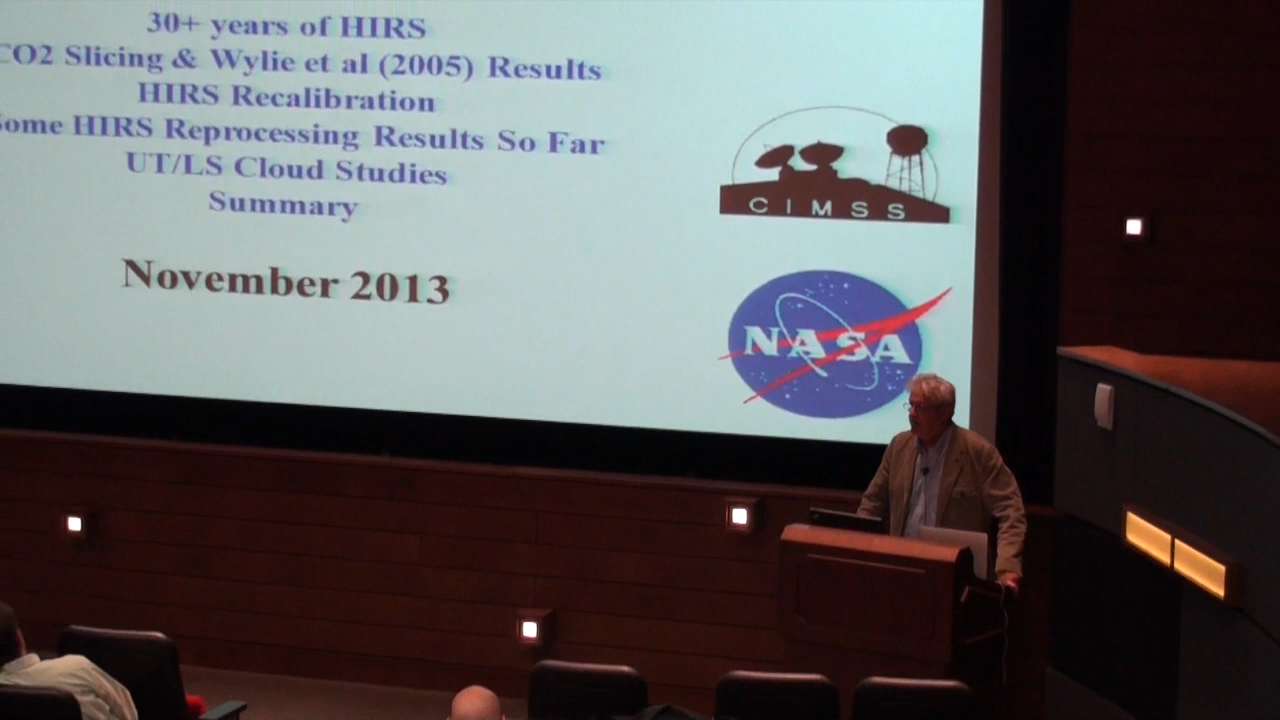 30+ years of HIRS
CO2 Slicing & Wylie et al (2005) Results
HIRS Recalibration
Some HIRS Reprocessing Results So Far
UT/LS Cloud Studies
Summary
November 2013
CIMSS
NASA